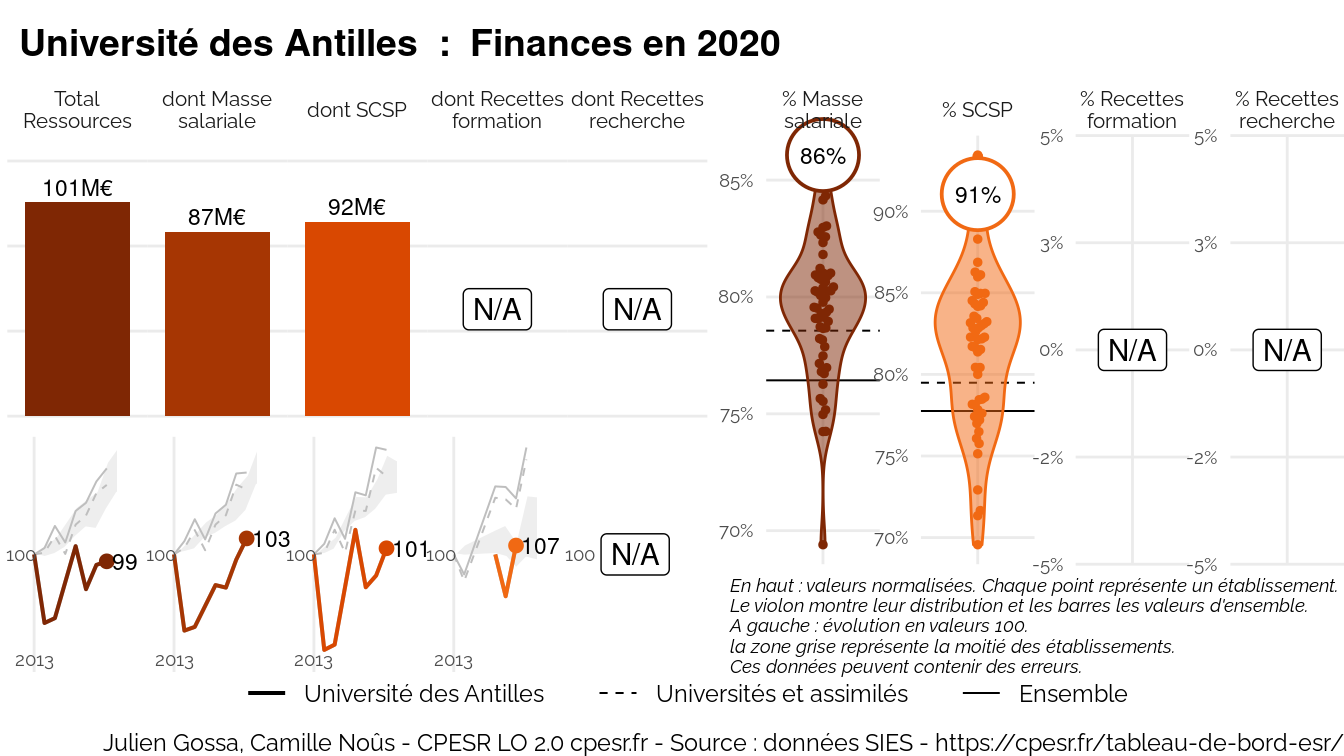 Université des Antilles : Finances en 2020
Total
Ressources
dont Masse
salariale
dont SCSP
dont Recettes
formation
dont Recettes
recherche
101M€
87M€
92M€
N/A
N/A
100
99
2013
100
103
2013
100
101
2013
100
107
2013
100
N/A
% Masse
salariale
86%
85%
80%
75%
70%
% SCSP
91%
90%
85%
80%
75%
70%
% Recettes
formation
5%
3%
0%
-2%
-5%
N/A
% Recettes
recherche
5%
3%
0%
-2%
-5%
N/A
En haut : valeurs normalisées. Chaque point représente un établissement.
Le violon montre leur distribution et les barres les valeurs d'ensemble.
A gauche : évolution en valeurs 100.
la zone grise représente la moitié des établissements.
Ces données peuvent contenir des erreurs.
Université des Antilles
Universités et assimilés
Ensemble
Julien Gossa, Camille Noûs - CPESR LO 2.0 cpesr.fr - Source : données SIES - https://cpesr.fr/tableau-de-bord-esr/